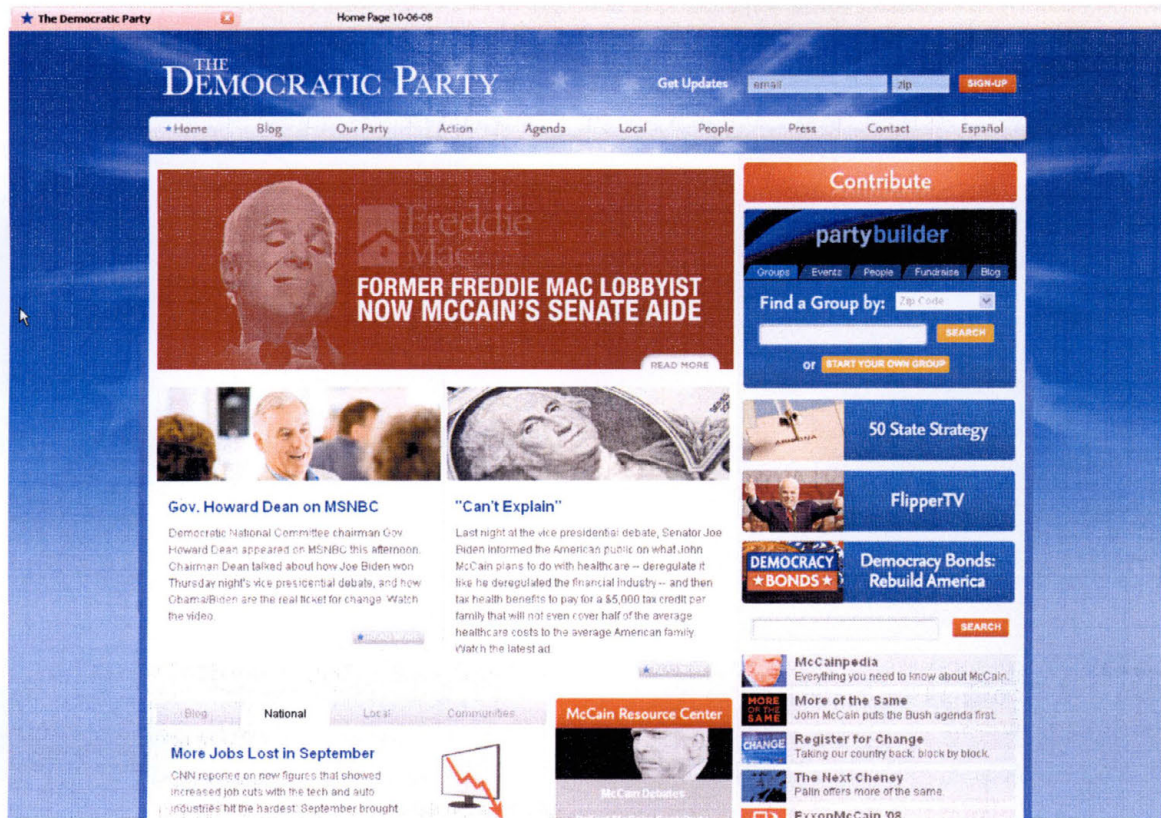 The Democratic Party
Home Page 10-06-08
THE
DEMOCRATIC PARTY
Get Updates
email
zip
SIGN-UP
Home Blog Our Party Action Agenda Local People Press Contact Español
Freddie
Mac
FORMER FREDDIE MAC LOBBYIST
NOW MCCAIN'S SENATE AIDE
READ MORE
Gov. Howard Dean on MSNBC
Democratic National Committee chairman Gov.
Howard Dean appeared on MSNBC this afternoon.
Chairman Dean talked about how Joe Biden won
Thursday night's vice presidential debate, and how
Obama/Biden are the real ticket for change. Watch
the video.
"Can't Explain"
Last night at the vice presidential debate, Senator Joe
Biden informed the American public on what John
McCain plans to do with healthcare -- deregulate it
like he deregulated the financial industry -- and then
tax health benefits to pay for a $5,000 tax credit per
family that will not even cover half of the average
healthcare costs to the average American family.
Watch the latest ad.
Blog National Local Communities
More Jobs Lost in September
CNN reported on new figures that showed
increased job cuts with the tech and auto
industries hit the hardest. September brought
McCain Resource Center
McCain Debates
Contribute
partybuilder
Groups Events People Fundraise Blog
Find a Group by: Zip Code
SEARCH
or START YOUR OWN GROUP
ARIZONA
50 State Strategy
FlipperTV
DEMOCRACY
BONDS
Democracy Bonds:
Rebuild America
SEARCH
McCainpedia
Everything you need to know about McCain.
MORE
OF THE
SAME
More of the Same
John McCain puts the Bush agenda first.
CHANGE
Register for Change
Taking our country back, block by block.
The Next Cheney
Palin offers more of the same.
ExxonMcCain '08